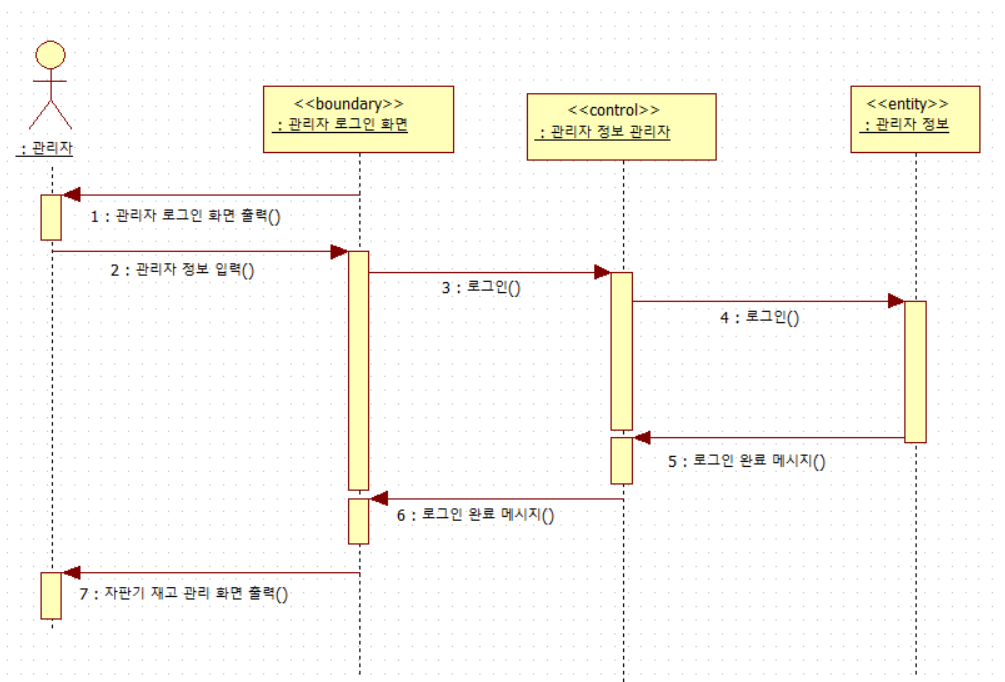 : 관리자
<<boundary>>
: 관리자 로그인 화면
<<control>>
: 관리자 정보 관리자
<<entity>>
: 관리자 정보
1 : 관리자 로그인 화면 출력()
2 : 관리자 정보 입력()
3 : 로그인()
4 : 로그인()
5 : 로그인 완료 메시지()
6 : 로그인 완료 메시지()
7 : 자판기 재고 관리 화면 출력()